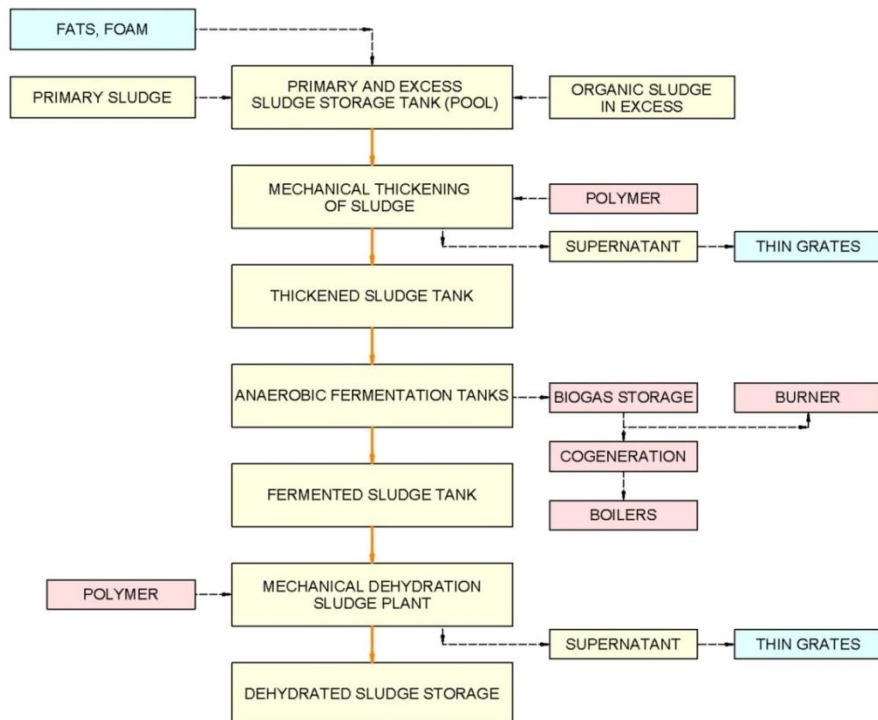 FATS, FOAM
PRIMARY SLUDGE
PRIMARY AND EXCESS
SLUDGE STORAGE TANK (POOL)
ORGANIC SLUDGE
IN EXCESS
MECHANICAL THICKENING
OF SLUDGE
POLYMER
SUPERNATANT
THIN GRATES
THICKENED SLUDGE TANK
ANAEROBIC FERMENTATION TANKS
BIOGAS STORAGE
BURNER
COGENERATION
FERMENTED SLUDGE TANK
BOILERS
POLYMER
MECHANICAL DEHYDRATION
SLUDGE PLANT
SUPERNATANT
THIN GRATES
DEHYDRATED SLUDGE STORAGE